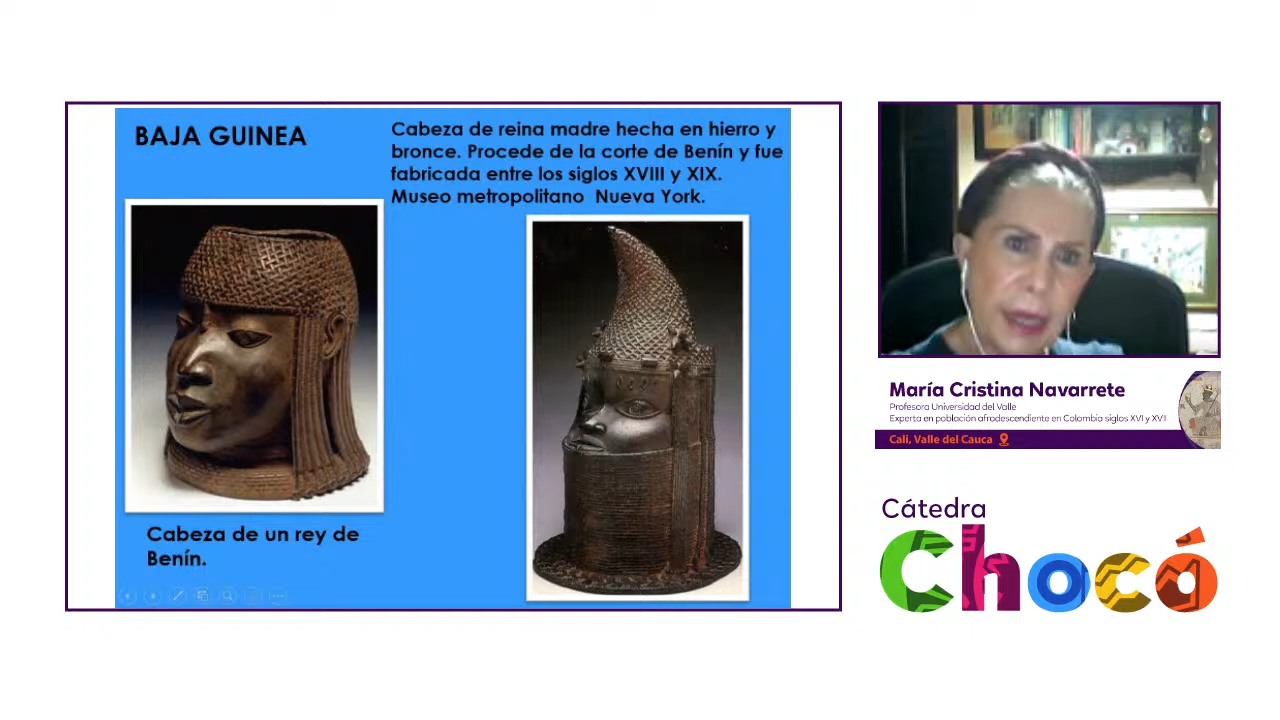 BAJA GUINEA
Cabeza de reina madre hecha en hierro y
bronce. Procede de la corte de Benín y fue
fabricada entre los siglos XVIII y XIX.
Museo metropolitano Nueva York.
Cabeza de un rey de
Benín.
María Cristina Navarrete
Profesora Universidad del Valle
Experta en población afrodescendiente en Colombia siglos XVI y XVII
Cali, Valle del Cauca
Cátedra
Chocó